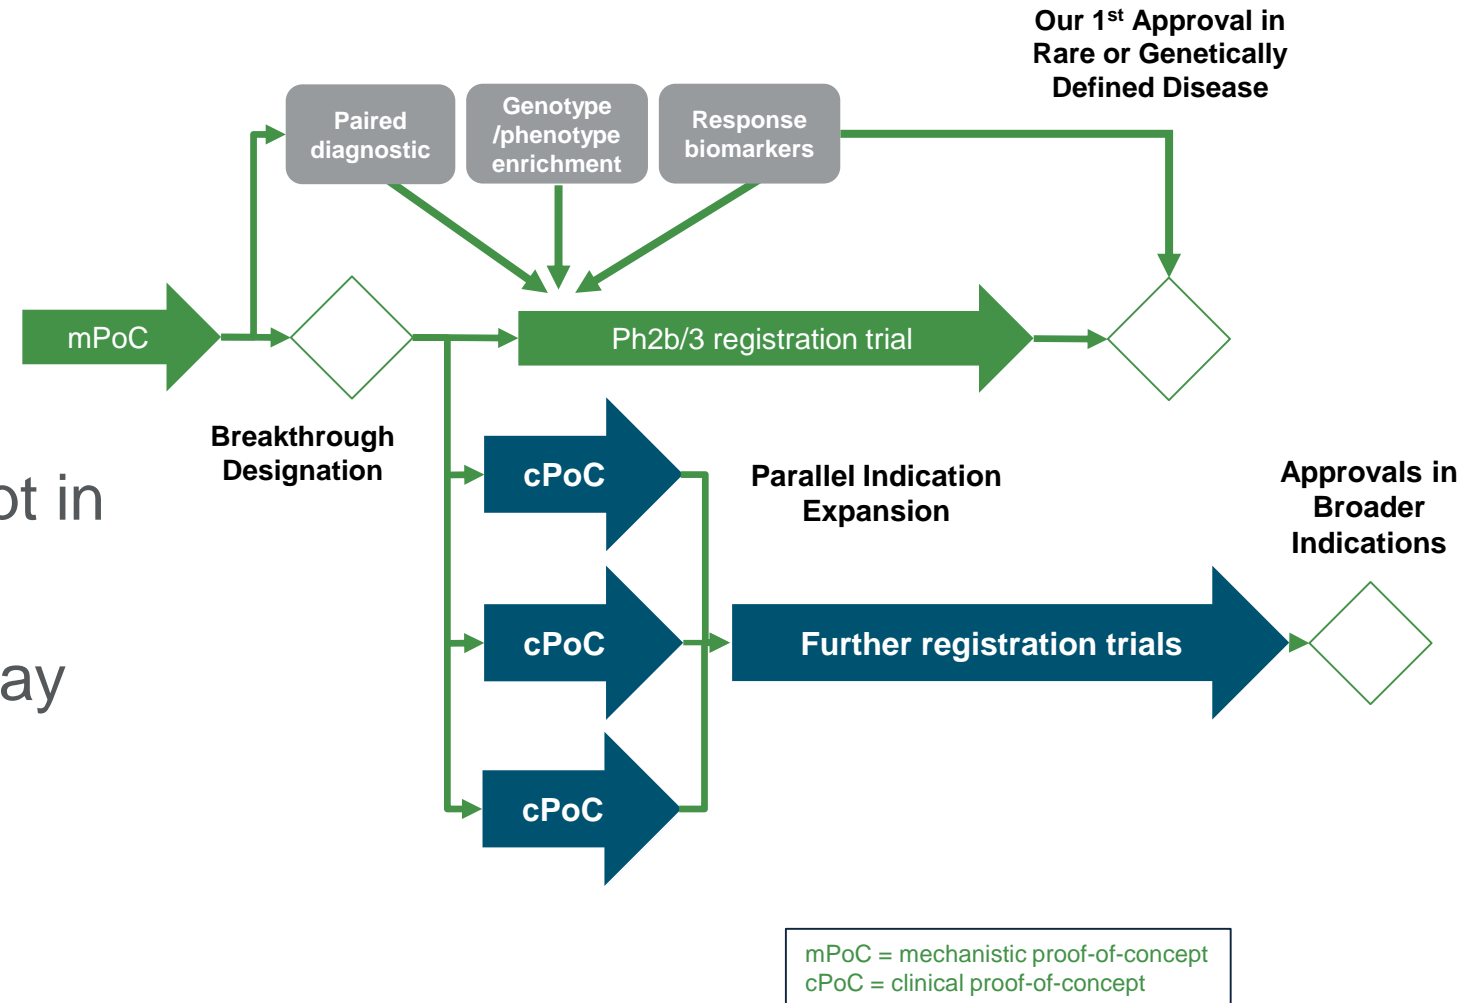 Our 1st Approval in
Rare or Genetically
Defined Disease
Paired
diagnostic
Genotype
/phenotype
enrichment
Response
biomarkers
mPoC
Ph2b/3 registration trial
Breakthrough
Designation
cPoC
Parallel Indication
Expansion
Approvals in
Broader
Indications
cPoC
Further registration trials
cPoC
in
mPoC = mechanistic proof-of-concept
cPoC = clinical proof-of-concept